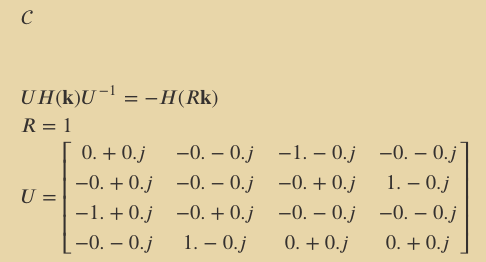 𝒞
UH(𝐤)U⁻¹ = −H(R𝐤)
R = 1
U = [ 0. + 0.j −0. − 0.j −1. − 0.j −0. − 0.j ]
[ −0. + 0.j −0. − 0.j −0. + 0.j 1. − 0.j ]
[ −1. + 0.j −0. + 0.j −0. − 0.j −0. − 0.j ]
[ −0. − 0.j 1. − 0.j 0. + 0.j 0. + 0.j ]